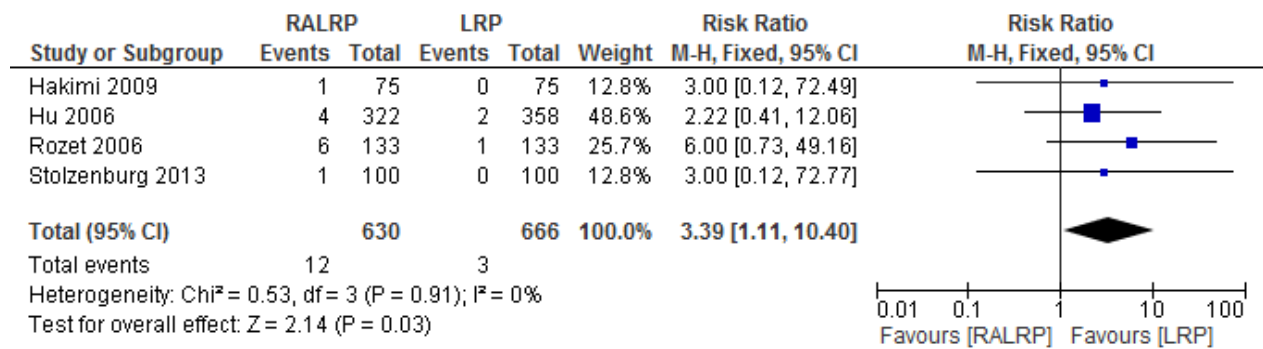 RALRP LRP Risk Ratio Risk Ratio
Study or Subgroup Events Total Events Total Weight M-H, Fixed, 95% CI M-H, Fixed, 95% CI
Hakimi 2009 1 75 0 75 12.8% 3.00 [0.12, 72.49]
Hu 2006 4 322 2 358 48.6% 2.22 [0.41, 12.06]
Rozet 2006 6 133 1 133 25.7% 6.00 [0.73, 49.16]
Stolzenburg 2013 1 100 0 100 12.8% 3.00 [0.12, 72.77]
Total (95% CI) 630 666 100.0% 3.39 [1.11, 10.40]
Total events 12 3
Heterogeneity: Chi² = 0.53, df = 3 (P = 0.91); I² = 0%
Test for overall effect: Z = 2.14 (P = 0.03)
0.01 0.1 1 10 100
Favours [RALRP] Favours [LRP]